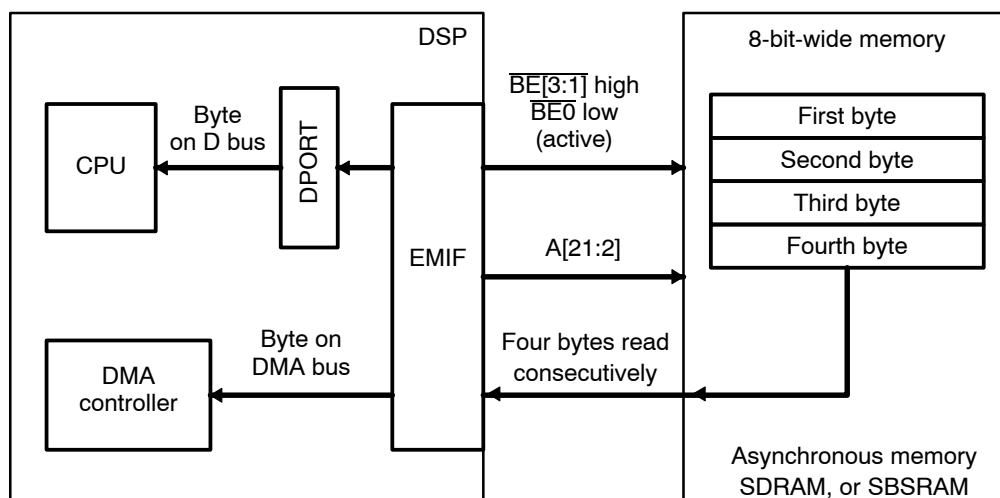 DSP
8-bit-wide memory
BE[3:1] high
BE0 low
(active)
First byte
Second byte
Third byte
Fourth byte
Byte
on D bus
CPU
DPORT
EMIF
A[21:2]
Byte on
DMA bus
DMA
controller
Four bytes read
consecutively
Asynchronous memory
SDRAM, or SBSRAM